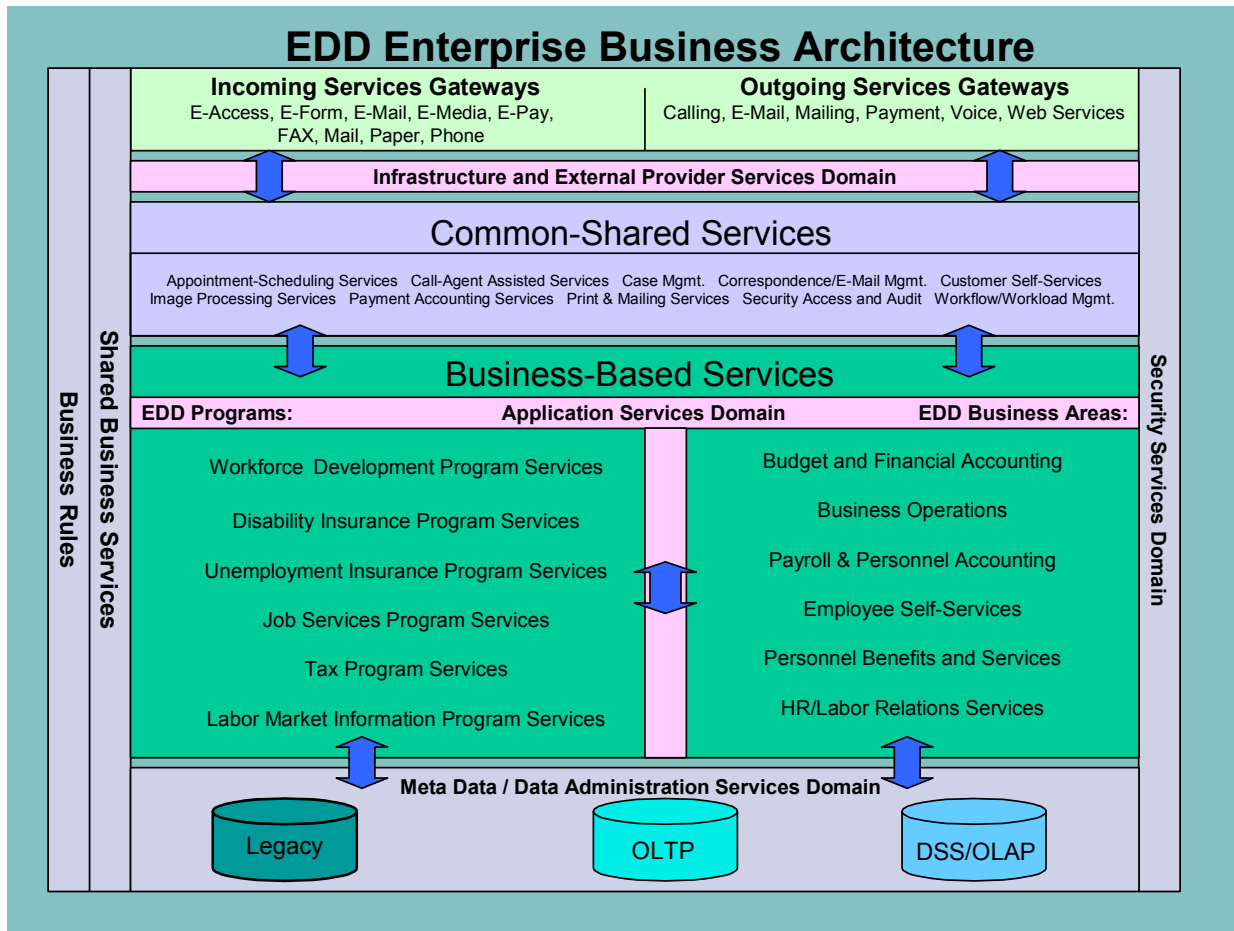 EDD Enterprise Business Architecture
Incoming Services Gateways
E-Access, E-Form, E-Mail, E-Media, E-Pay,
FAX, Mail, Paper, Phone
Outgoing Services Gateways
Calling, E-Mail, Mailing, Payment, Voice, Web Services
Infrastructure and External Provider Services Domain
Common-Shared Services
Appointment-Scheduling Services Call-Agent Assisted Services Case Mgmt. Correspondence/E-Mail Mgmt. Customer Self-Services
Image Processing Services Payment Accounting Services Print & Mailing Services Security Access and Audit Workflow/Workload Mgmt.
Business-Based Services
EDD Programs: Application Services Domain EDD Business Areas:
Workforce Development Program Services
Disability Insurance Program Services
Unemployment Insurance Program Services
Job Services Program Services
Tax Program Services
Labor Market Information Program Services
Budget and Financial Accounting
Business Operations
Payroll & Personnel Accounting
Employee Self-Services
Personnel Benefits and Services
HR/Labor Relations Services
Meta Data / Data Administration Services Domain
Legacy
OLTP
DSS/OLAP
Business Rules
Shared Business Services
Security Services Domain